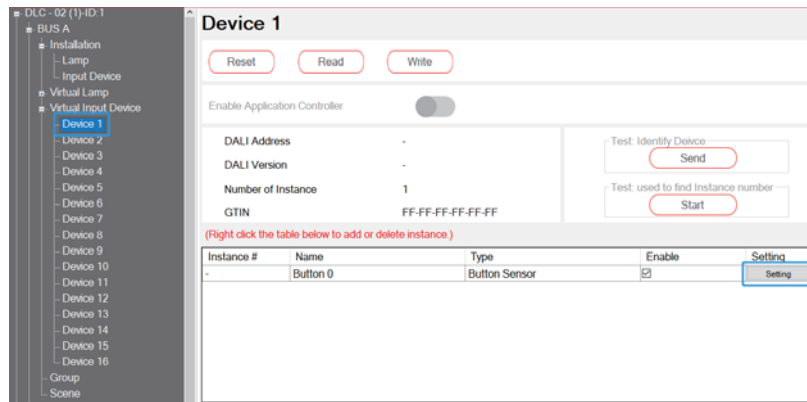 DLC - 02 (1)-ID:1
BUS A
Installation
Lamp
Input Device
Virtual Lamp
Virtual Input Device
Device 1
Device 2
Device 3
Device 4
Device 5
Device 6
Device 7
Device 8
Device 9
Device 10
Device 11
Device 12
Device 13
Device 14
Device 15
Device 16
Group
Scene
Device 1
Reset Read Write
Enable Application Controller
DALI Address -
DALI Version -
Number of Instance 1
GTIN FF-FF-FF-FF-FF-FF
Test: Identify Deivce
Send
Test: used to find Instance number
Start
(Right click the table below to add or delete instance.)
Instance # Name Type Enable Setting
- Button 0 Button Sensor Setting